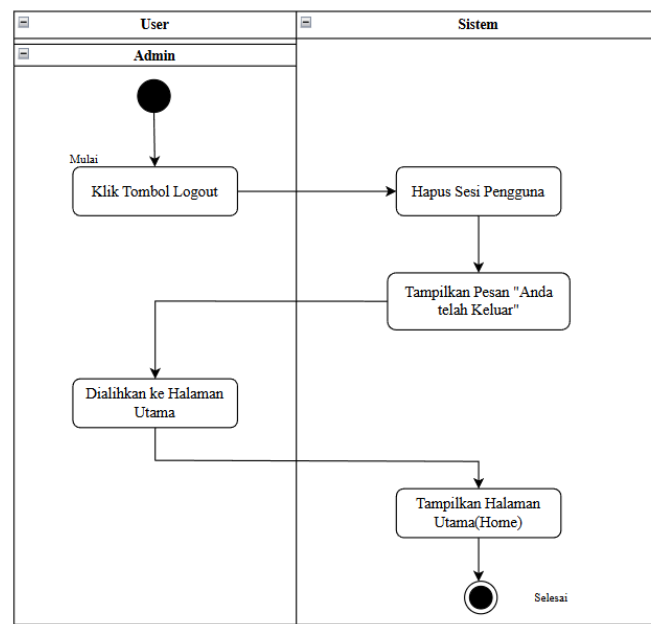 User
Sistem
Admin
Mulai
Klik Tombol Logout
Hapus Sesi Pengguna
Tampilkan Pesan "Anda
telah Keluar"
Dialihkan ke Halaman
Utama
Tampilkan Halaman
Utama(Home)
Selesai